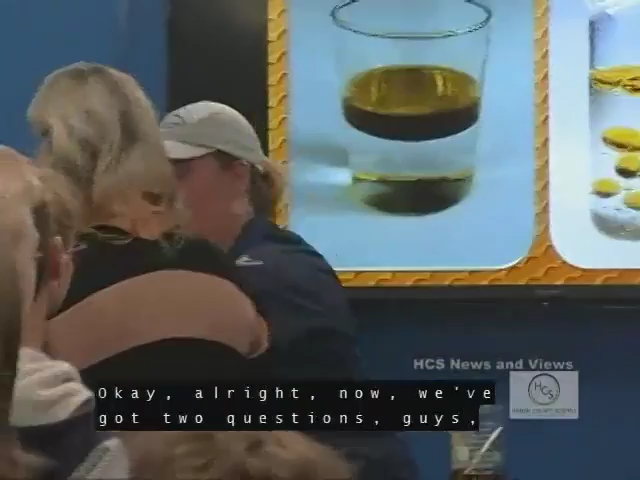 HCS News and Views
HCS
Okay, alright, now, we've
got two questions, guys,